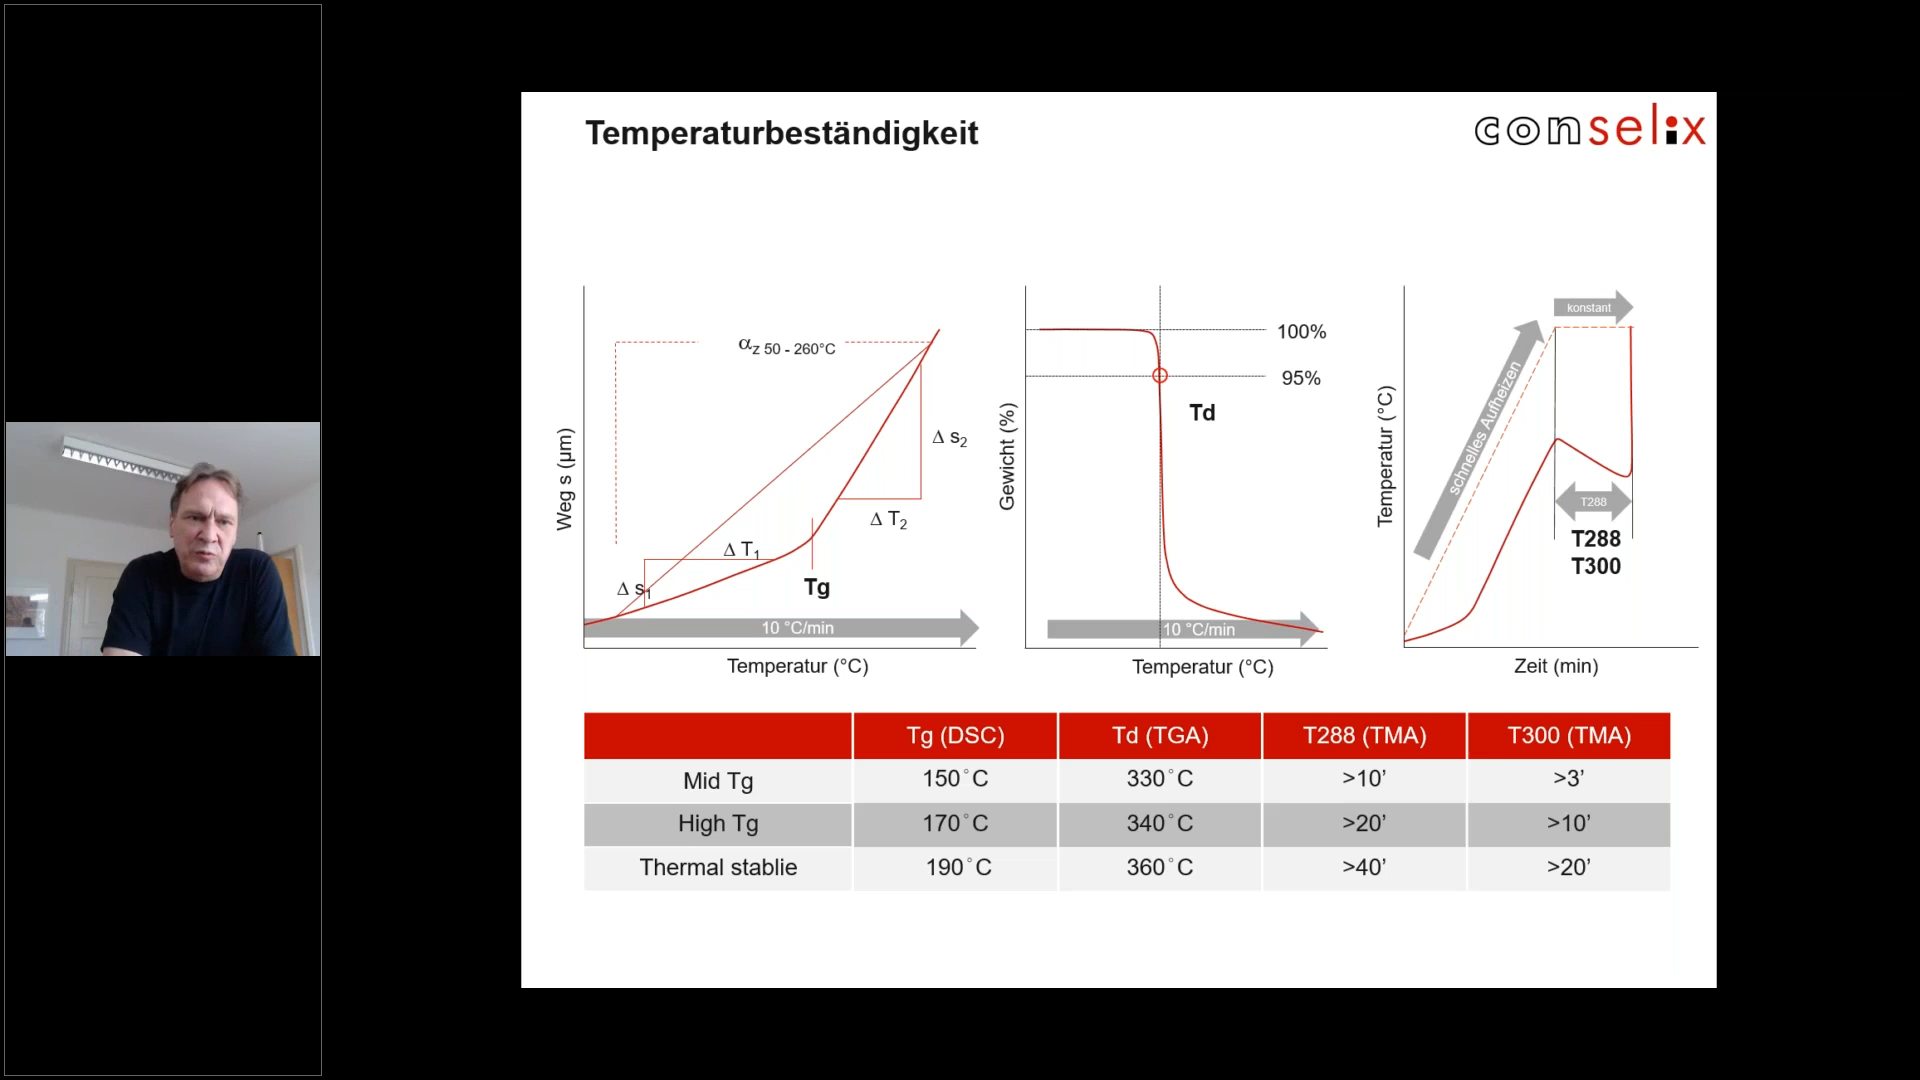 Temperaturbeständigkeit
conselix
Weg s (µm)
αz 50 - 260°C
Δ s2
Δ T2
Δ T1
Δ s1
Tg
10 °C/min
Temperatur (°C)
Gewicht (%)
100%
95%
Td
10 °C/min
Temperatur (°C)
Temperatur (°C)
schnelles Aufheizen
konstant
T288
T288
T300
Zeit (min)
Tg (DSC) Td (TGA) T288 (TMA) T300 (TMA)
Mid Tg 150°C 330°C >10’ >3’
High Tg 170°C 340°C >20’ >10’
Thermal stablie 190°C 360°C >40’ >20’